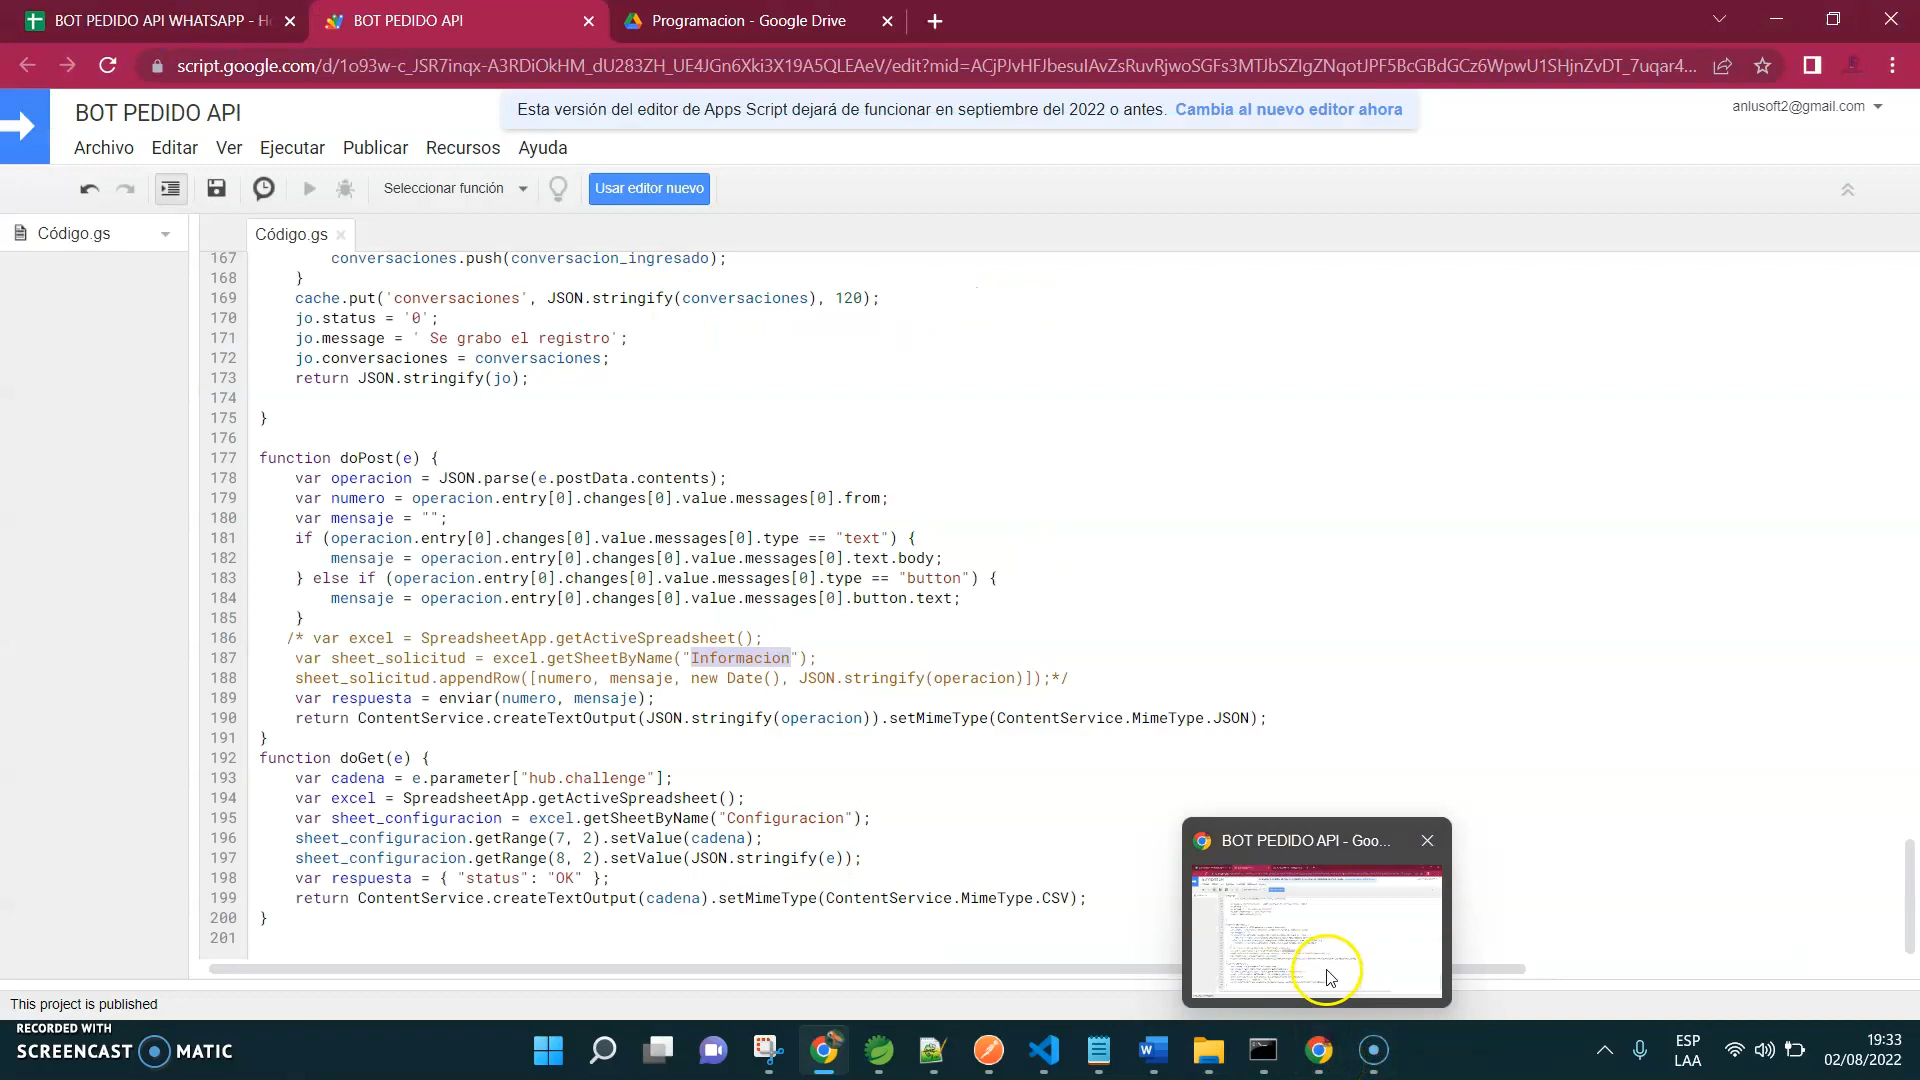 BOT PEDIDO API WHATSAPP - H
BOT PEDIDO API
Programacion - Google Drive
script.google.com/d/1o93w-c_JSR7inqx-A3RDiOkHM_dU283ZH_UE4JGn6Xki3X19A5QLEAeV/edit?mid=ACjPJvHFJbesuIAvZsRuvRjwoSGFs3MTJbSZIgZNqotJPF5BcGBdGCz6WpwU1SHjnZvDT_7uqar4...
BOT PEDIDO API
Esta versión del editor de Apps Script dejará de funcionar en septiembre del 2022 o antes. Cambia al nuevo editor ahora
anlusoft2@gmail.com
Archivo Editar Ver Ejecutar Publicar Recursos Ayuda
Seleccionar función
Usar editor nuevo
Código.gs
Código.gs
167 conversaciones.push(conversacion_ingresado);
168 }
169 cache.put('conversaciones', JSON.stringify(conversaciones), 120);
170 jo.status = '0';
171 jo.message = ' Se grabo el registro';
172 jo.conversaciones = conversaciones;
173 return JSON.stringify(jo);
174
175 }
176
177 function doPost(e) {
178 var operacion = JSON.parse(e.postData.contents);
179 var numero = operacion.entry[0].changes[0].value.messages[0].from;
180 var mensaje = "";
181 if (operacion.entry[0].changes[0].value.messages[0].type == "text") {
182 mensaje = operacion.entry[0].changes[0].value.messages[0].text.body;
183 } else if (operacion.entry[0].changes[0].value.messages[0].type == "button") {
184 mensaje = operacion.entry[0].changes[0].value.messages[0].button.text;
185 }
186 /* var excel = SpreadsheetApp.getActiveSpreadsheet();
187 var sheet_solicitud = excel.getSheetByName("Informacion");
188 sheet_solicitud.appendRow([numero, mensaje, new Date(), JSON.stringify(operacion)]);*/
189 var respuesta = enviar(numero, mensaje);
190 return ContentService.createTextOutput(JSON.stringify(operacion)).setMimeType(ContentService.MimeType.JSON);
191 }
192 function doGet(e) {
193 var cadena = e.parameter["hub.challenge"];
194 var excel = SpreadsheetApp.getActiveSpreadsheet();
195 var sheet_configuracion = excel.getSheetByName("Configuracion");
196 sheet_configuracion.getRange(7, 2).setValue(cadena);
197 sheet_configuracion.getRange(8, 2).setValue(JSON.stringify(e));
198 var respuesta = { "status": "OK" };
199 return ContentService.createTextOutput(cadena).setMimeType(ContentService.MimeType.CSV);
200 }
201
BOT PEDIDO API - Goo...
This project is published
RECORDED WITH
SCREENCAST MATIC
ESP
LAA
19:33
02/08/2022